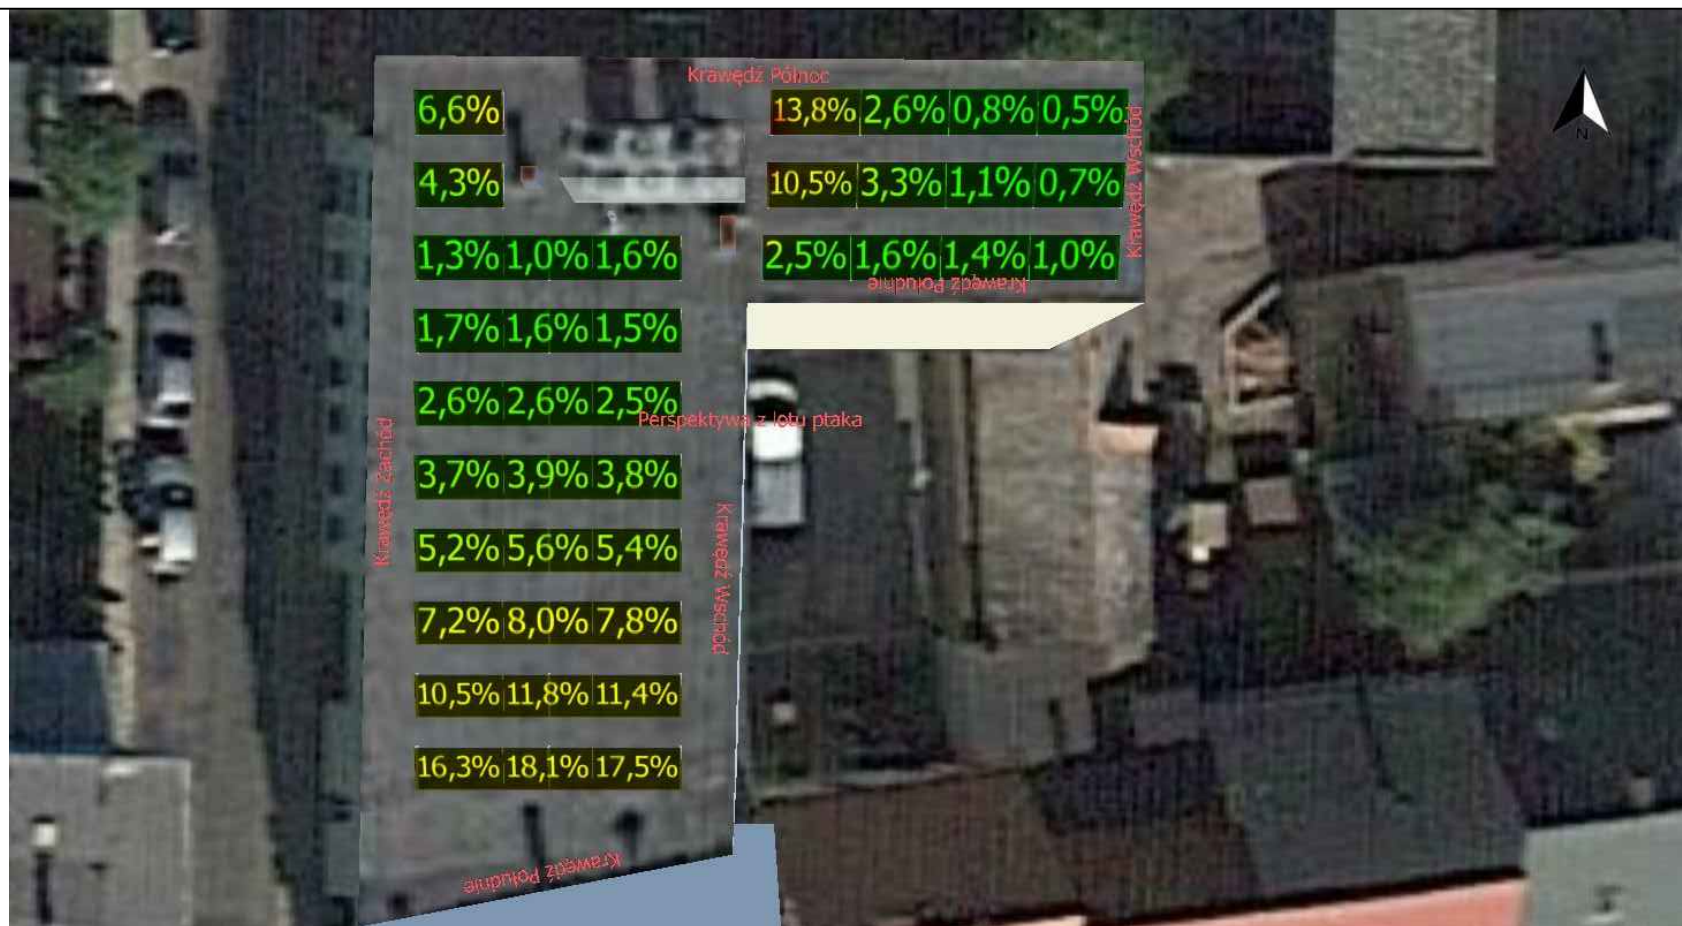 Krawędź Północ
6,6% 13,8% 2,6% 0,8% 0,5%
4,3% 10,5% 3,3% 1,1% 0,7%
Krawędź Wschód
N
1,3% 1,0% 1,6% 2,5% 1,6% 1,4% 1,0%
Krawędź Południe
1,7% 1,6% 1,5%
2,6% 2,6% 2,5%
Perspektywa z lotu ptaka
3,7% 3,9% 3,8%
Krawędź Zachód
5,2% 5,6% 5,4%
Krawędź Wschód
7,2% 8,0% 7,8%
10,5% 11,8% 11,4%
16,3% 18,1% 17,5%
Krawędź Południe